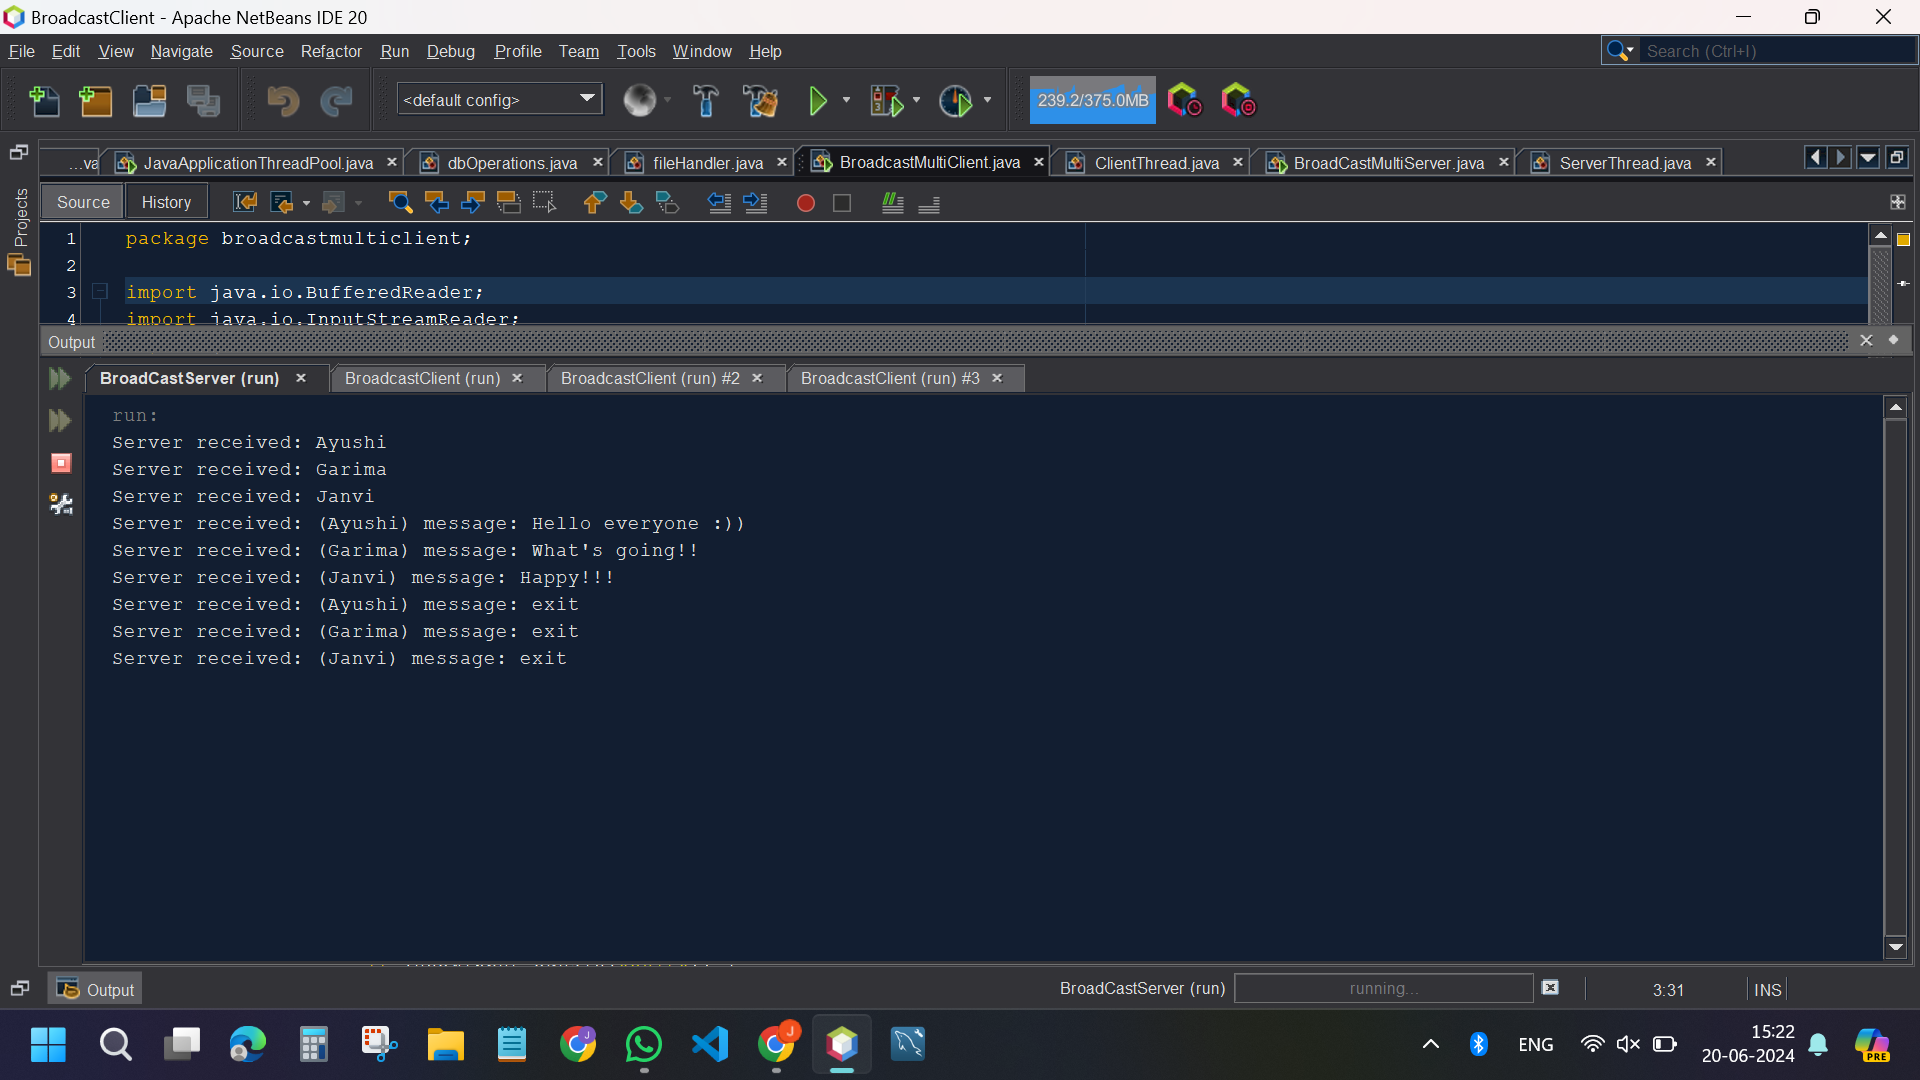 BroadcastClient - Apache NetBeans IDE 20
File Edit View Navigate Source Refactor Run Debug Profile Team Tools Window Help
Search (Ctrl+I)
<default config>
239.2/375.0MB
...va JavaApplicationThreadPool.java dbOperations.java fileHandler.java BroadcastMultiClient.java ClientThread.java BroadCastMultiServer.java ServerThread.java
Projects
Source History
1 package broadcastmulticlient;
2
3 import java.io.BufferedReader;
4 import java.io.InputStreamReader;
Output
BroadCastServer (run) BroadcastClient (run) BroadcastClient (run) #2 BroadcastClient (run) #3
run:
Server received: Ayushi
Server received: Garima
Server received: Janvi
Server received: (Ayushi) message: Hello everyone :))
Server received: (Garima) message: What's going!!
Server received: (Janvi) message: Happy!!!
Server received: (Ayushi) message: exit
Server received: (Garima) message: exit
Server received: (Janvi) message: exit
Output
BroadCastServer (run) running... 3:31 INS
J
J
ENG
15:22
20-06-2024
PRE